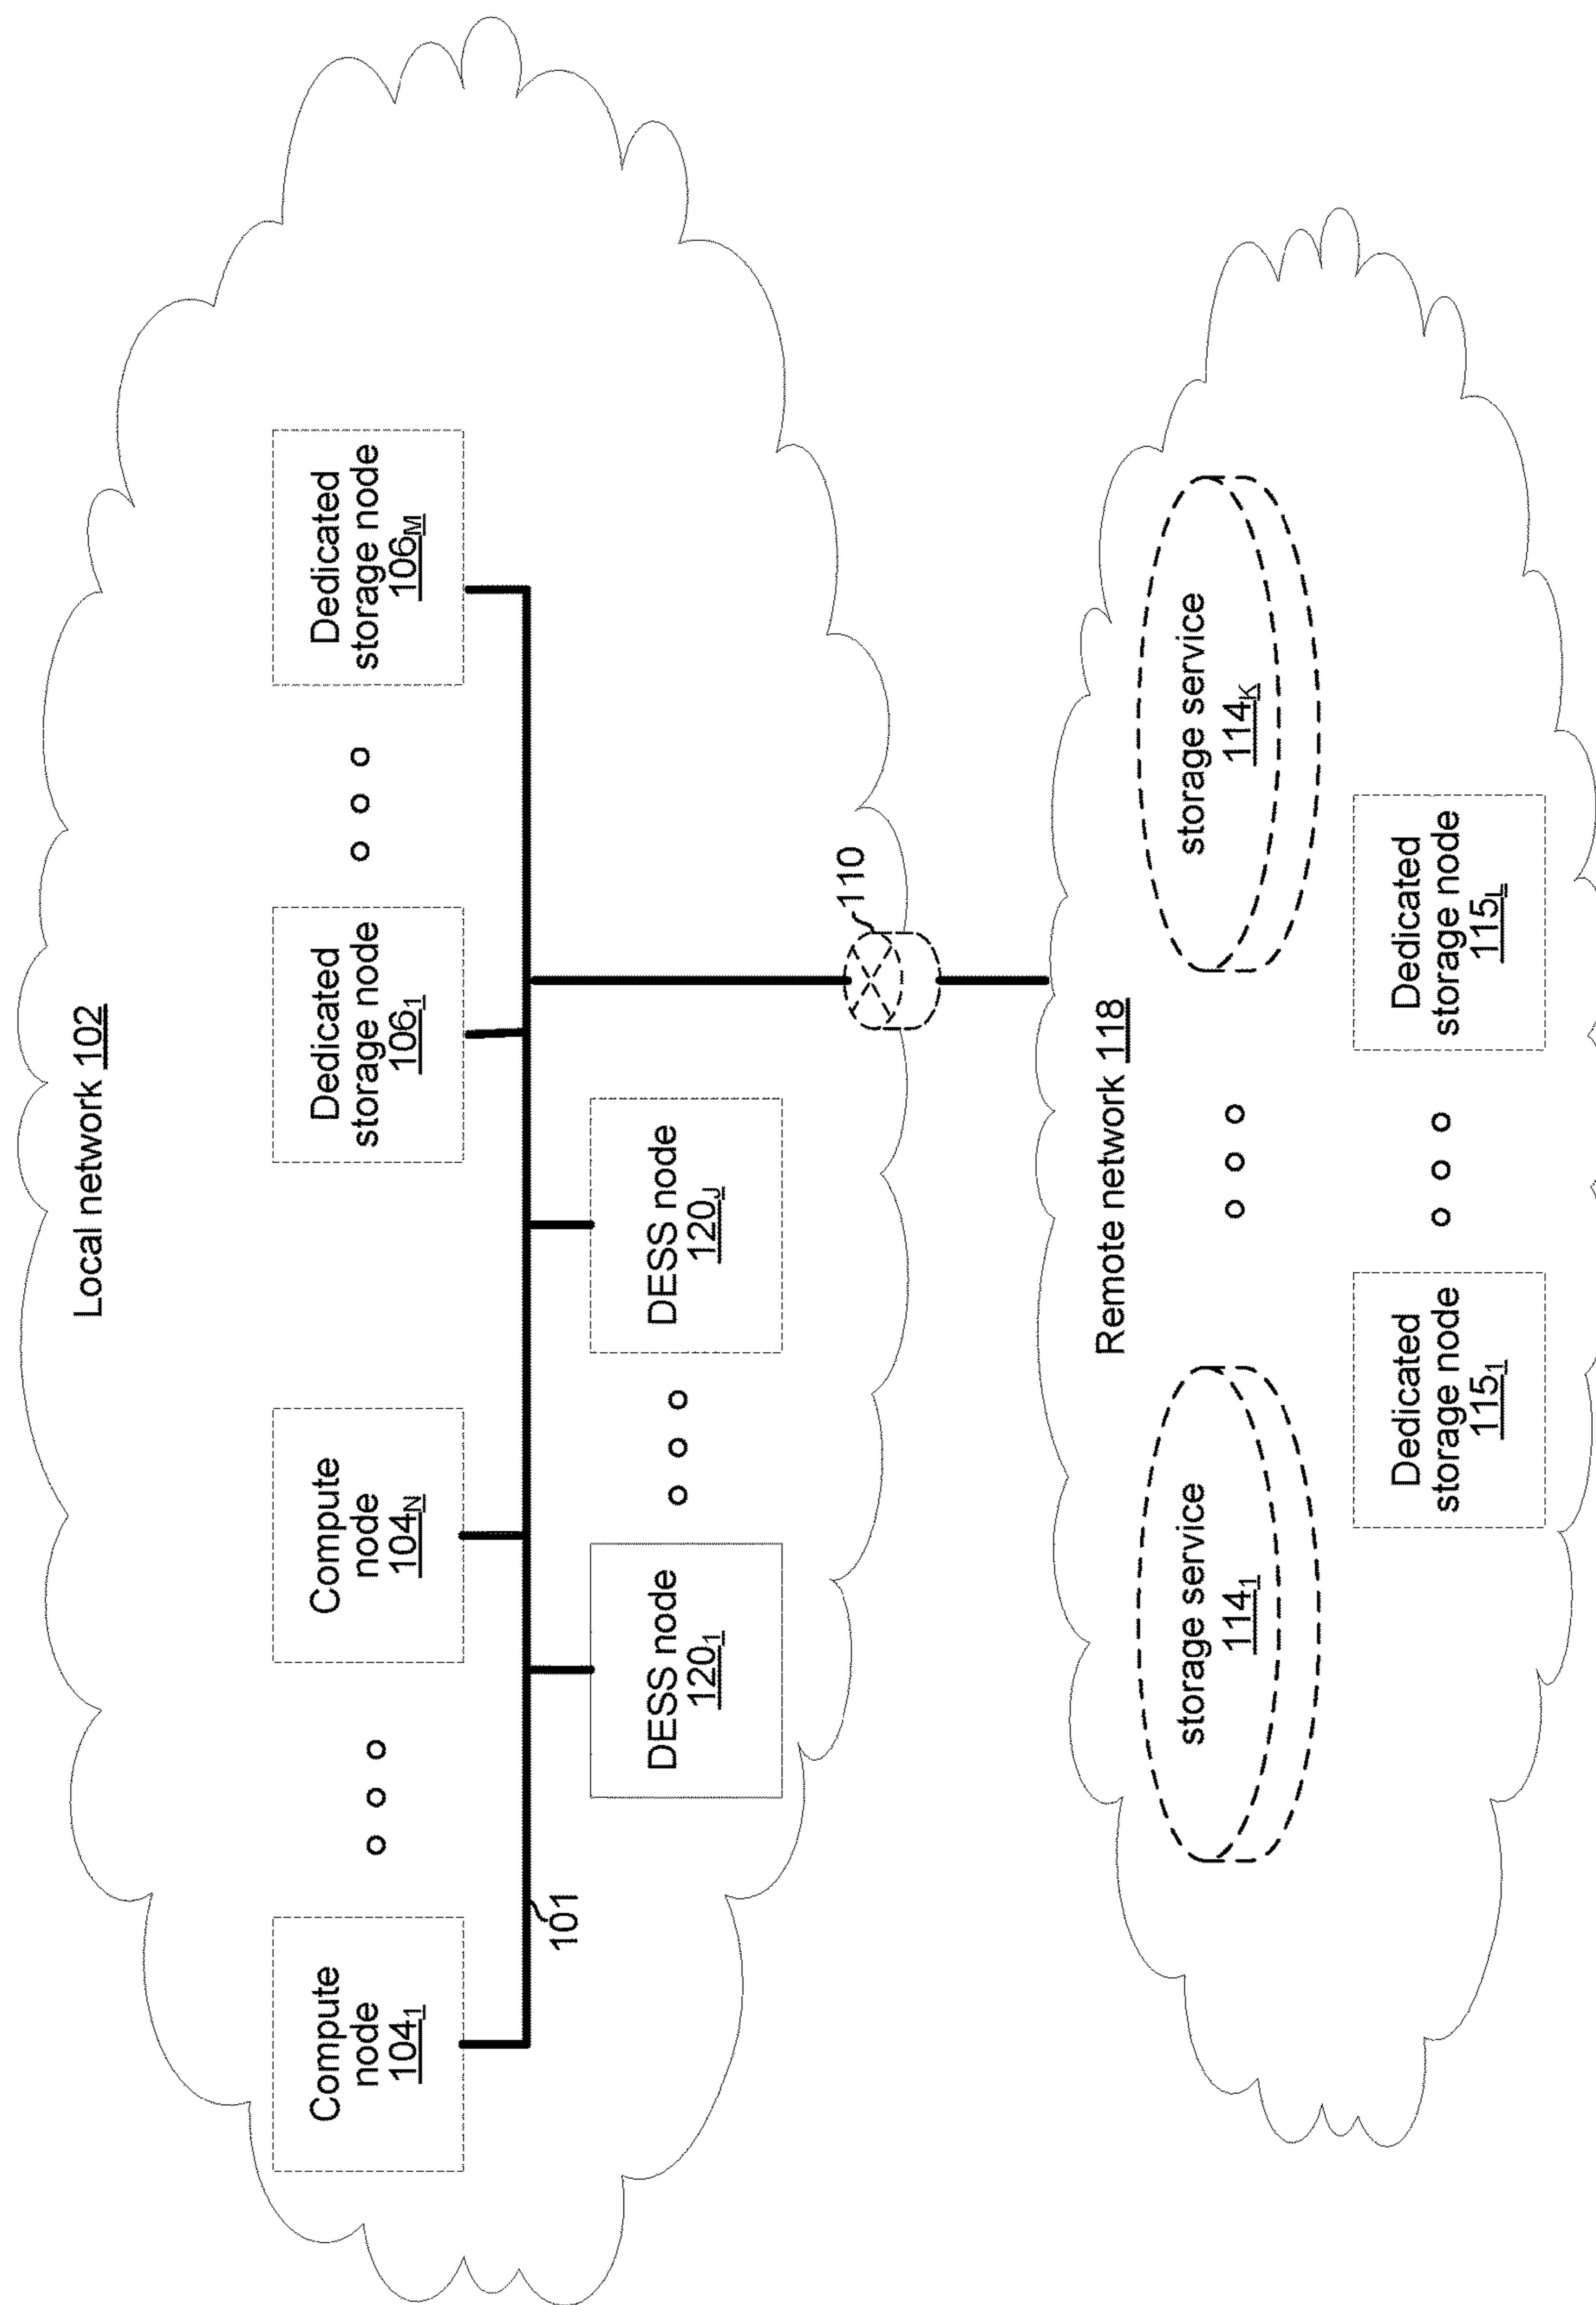 Local network 102
Compute
node
104₁
Compute
node
104N
Dedicated
storage node
106₁
Dedicated
storage node
106M
101
DESS node
120₁
DESS node
120J
110
Remote network 118
storage service
114₁
storage service
114K
Dedicated
storage node
115₁
Dedicated
storage node
115L